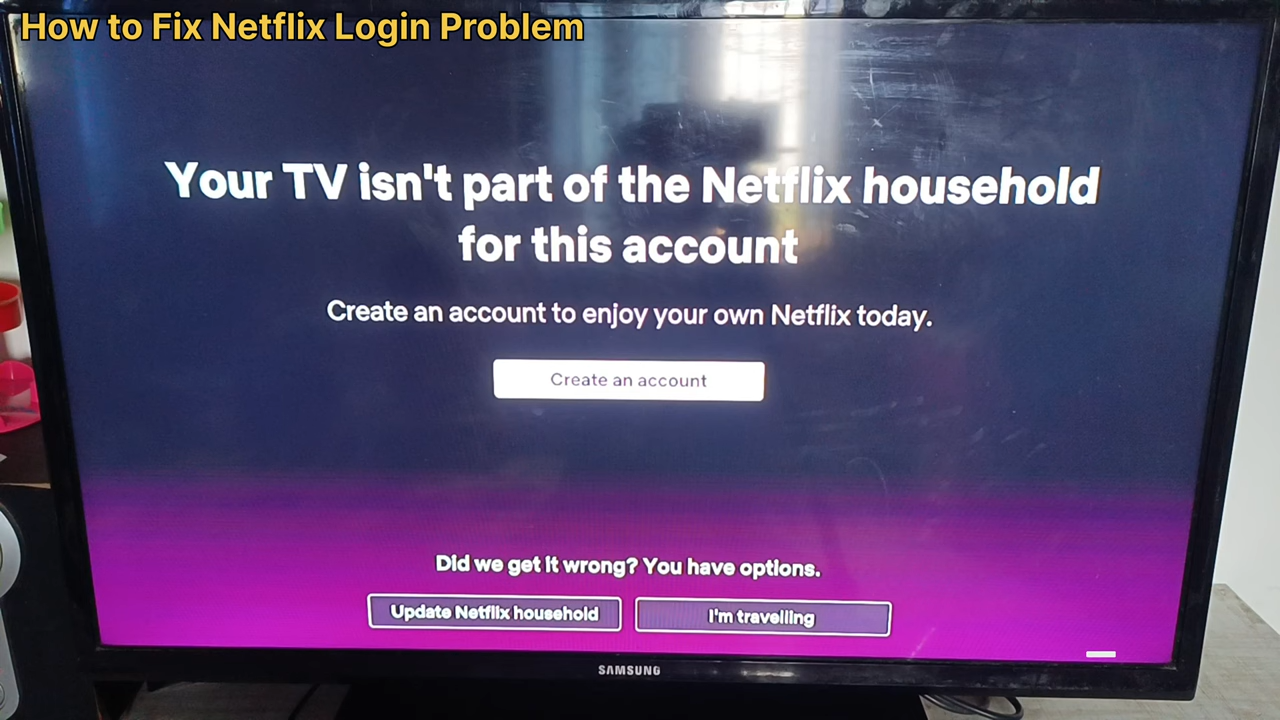 How to Fix Netflix Login Problem
Your TV isn't part of the Netflix household
for this account
Create an account to enjoy your own Netflix today.
Create an account
Did we get it wrong? You have options.
Update Netflix household
I'm travelling
SAMSUNG